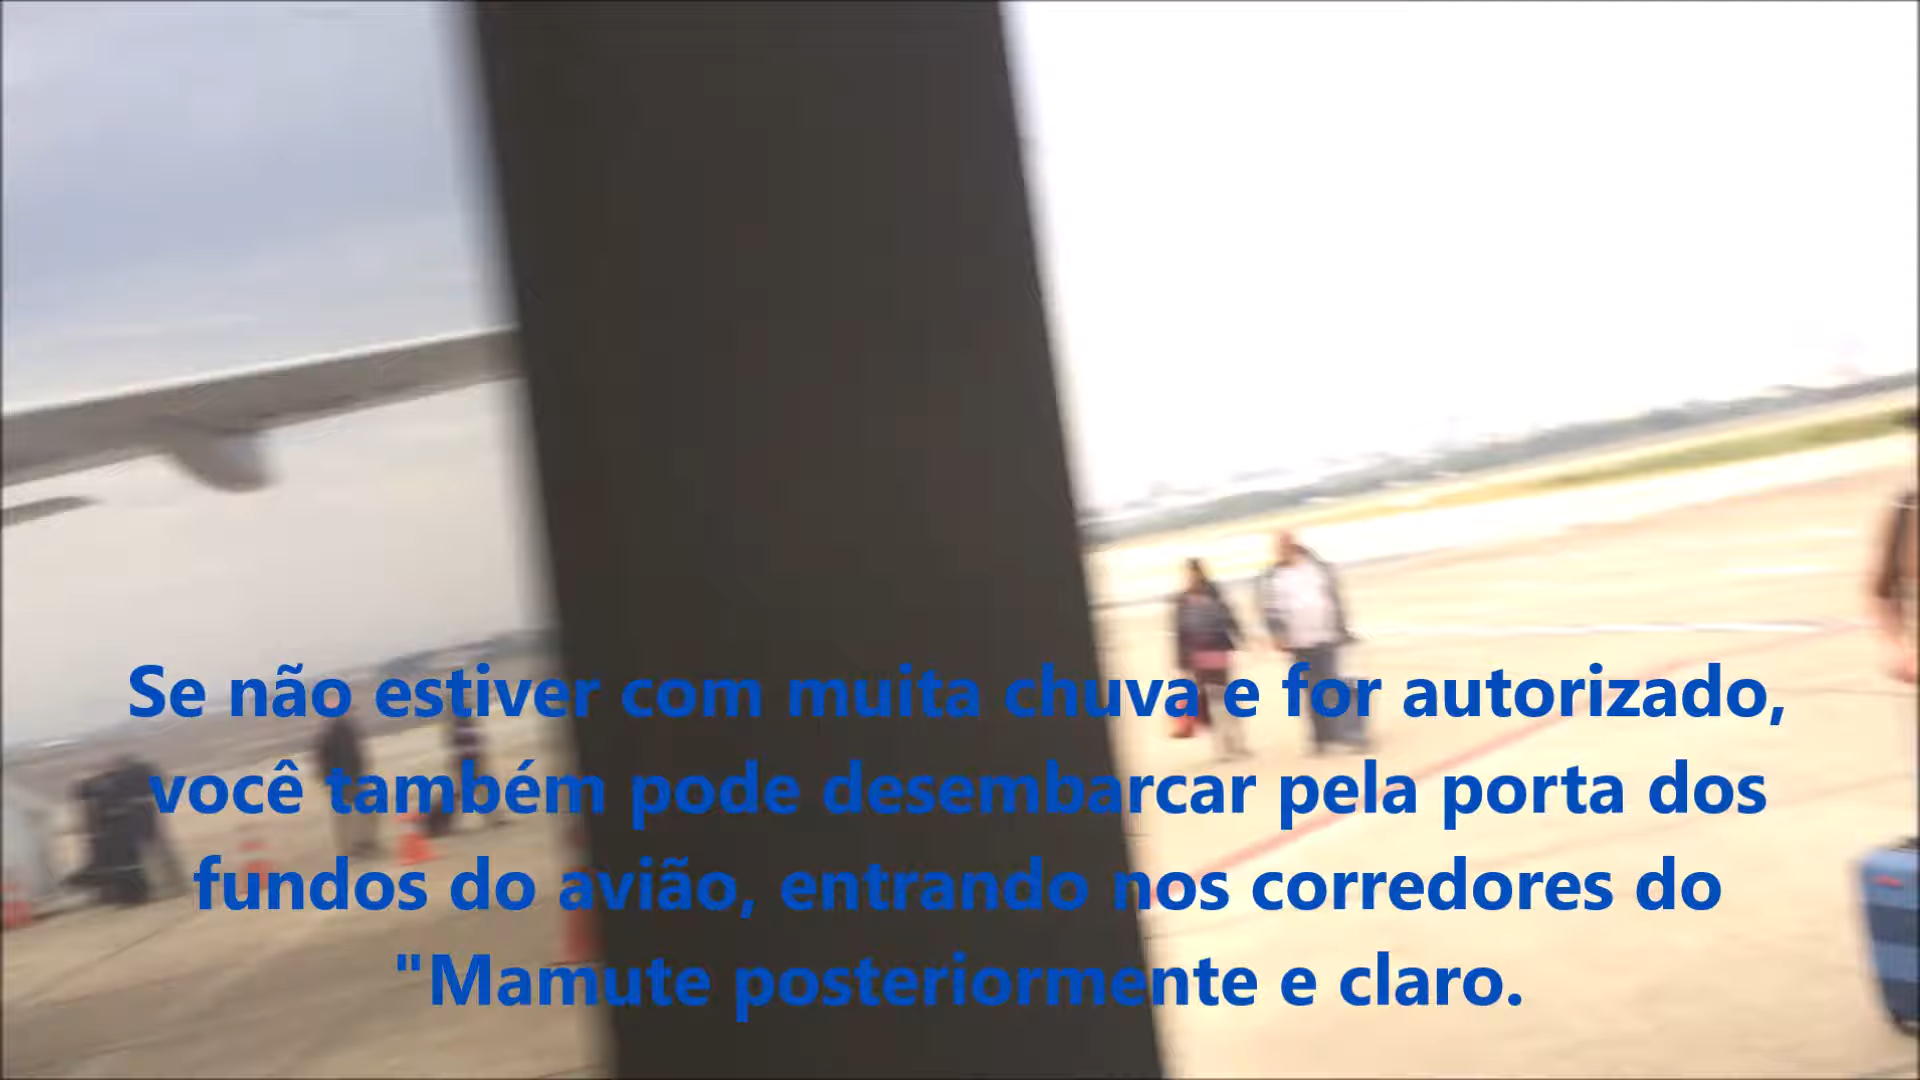 Se não estiver com muita chuva e for autorizado,
você também pode desembarcar pela porta dos
fundos do avião, entrando nos corredores do
"Mamute posteriormente e claro.